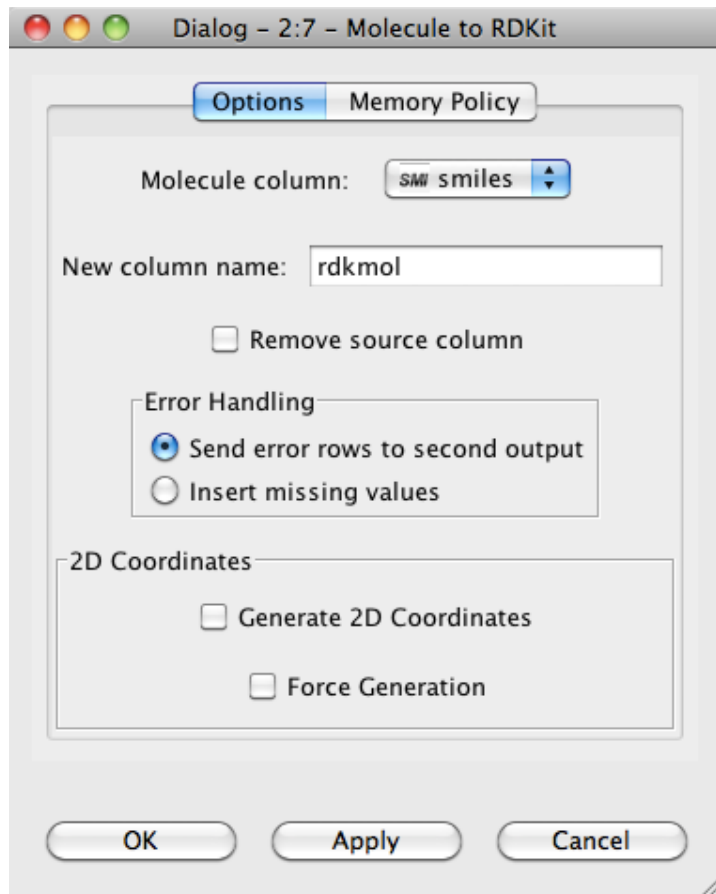 Dialog – 2:7 – Molecule to RDKit
Options Memory Policy
Molecule column: SMI smiles
New column name: rdkmol
Remove source column
Error Handling
Send error rows to second output
Insert missing values
2D Coordinates
Generate 2D Coordinates
Force Generation
OK Apply Cancel